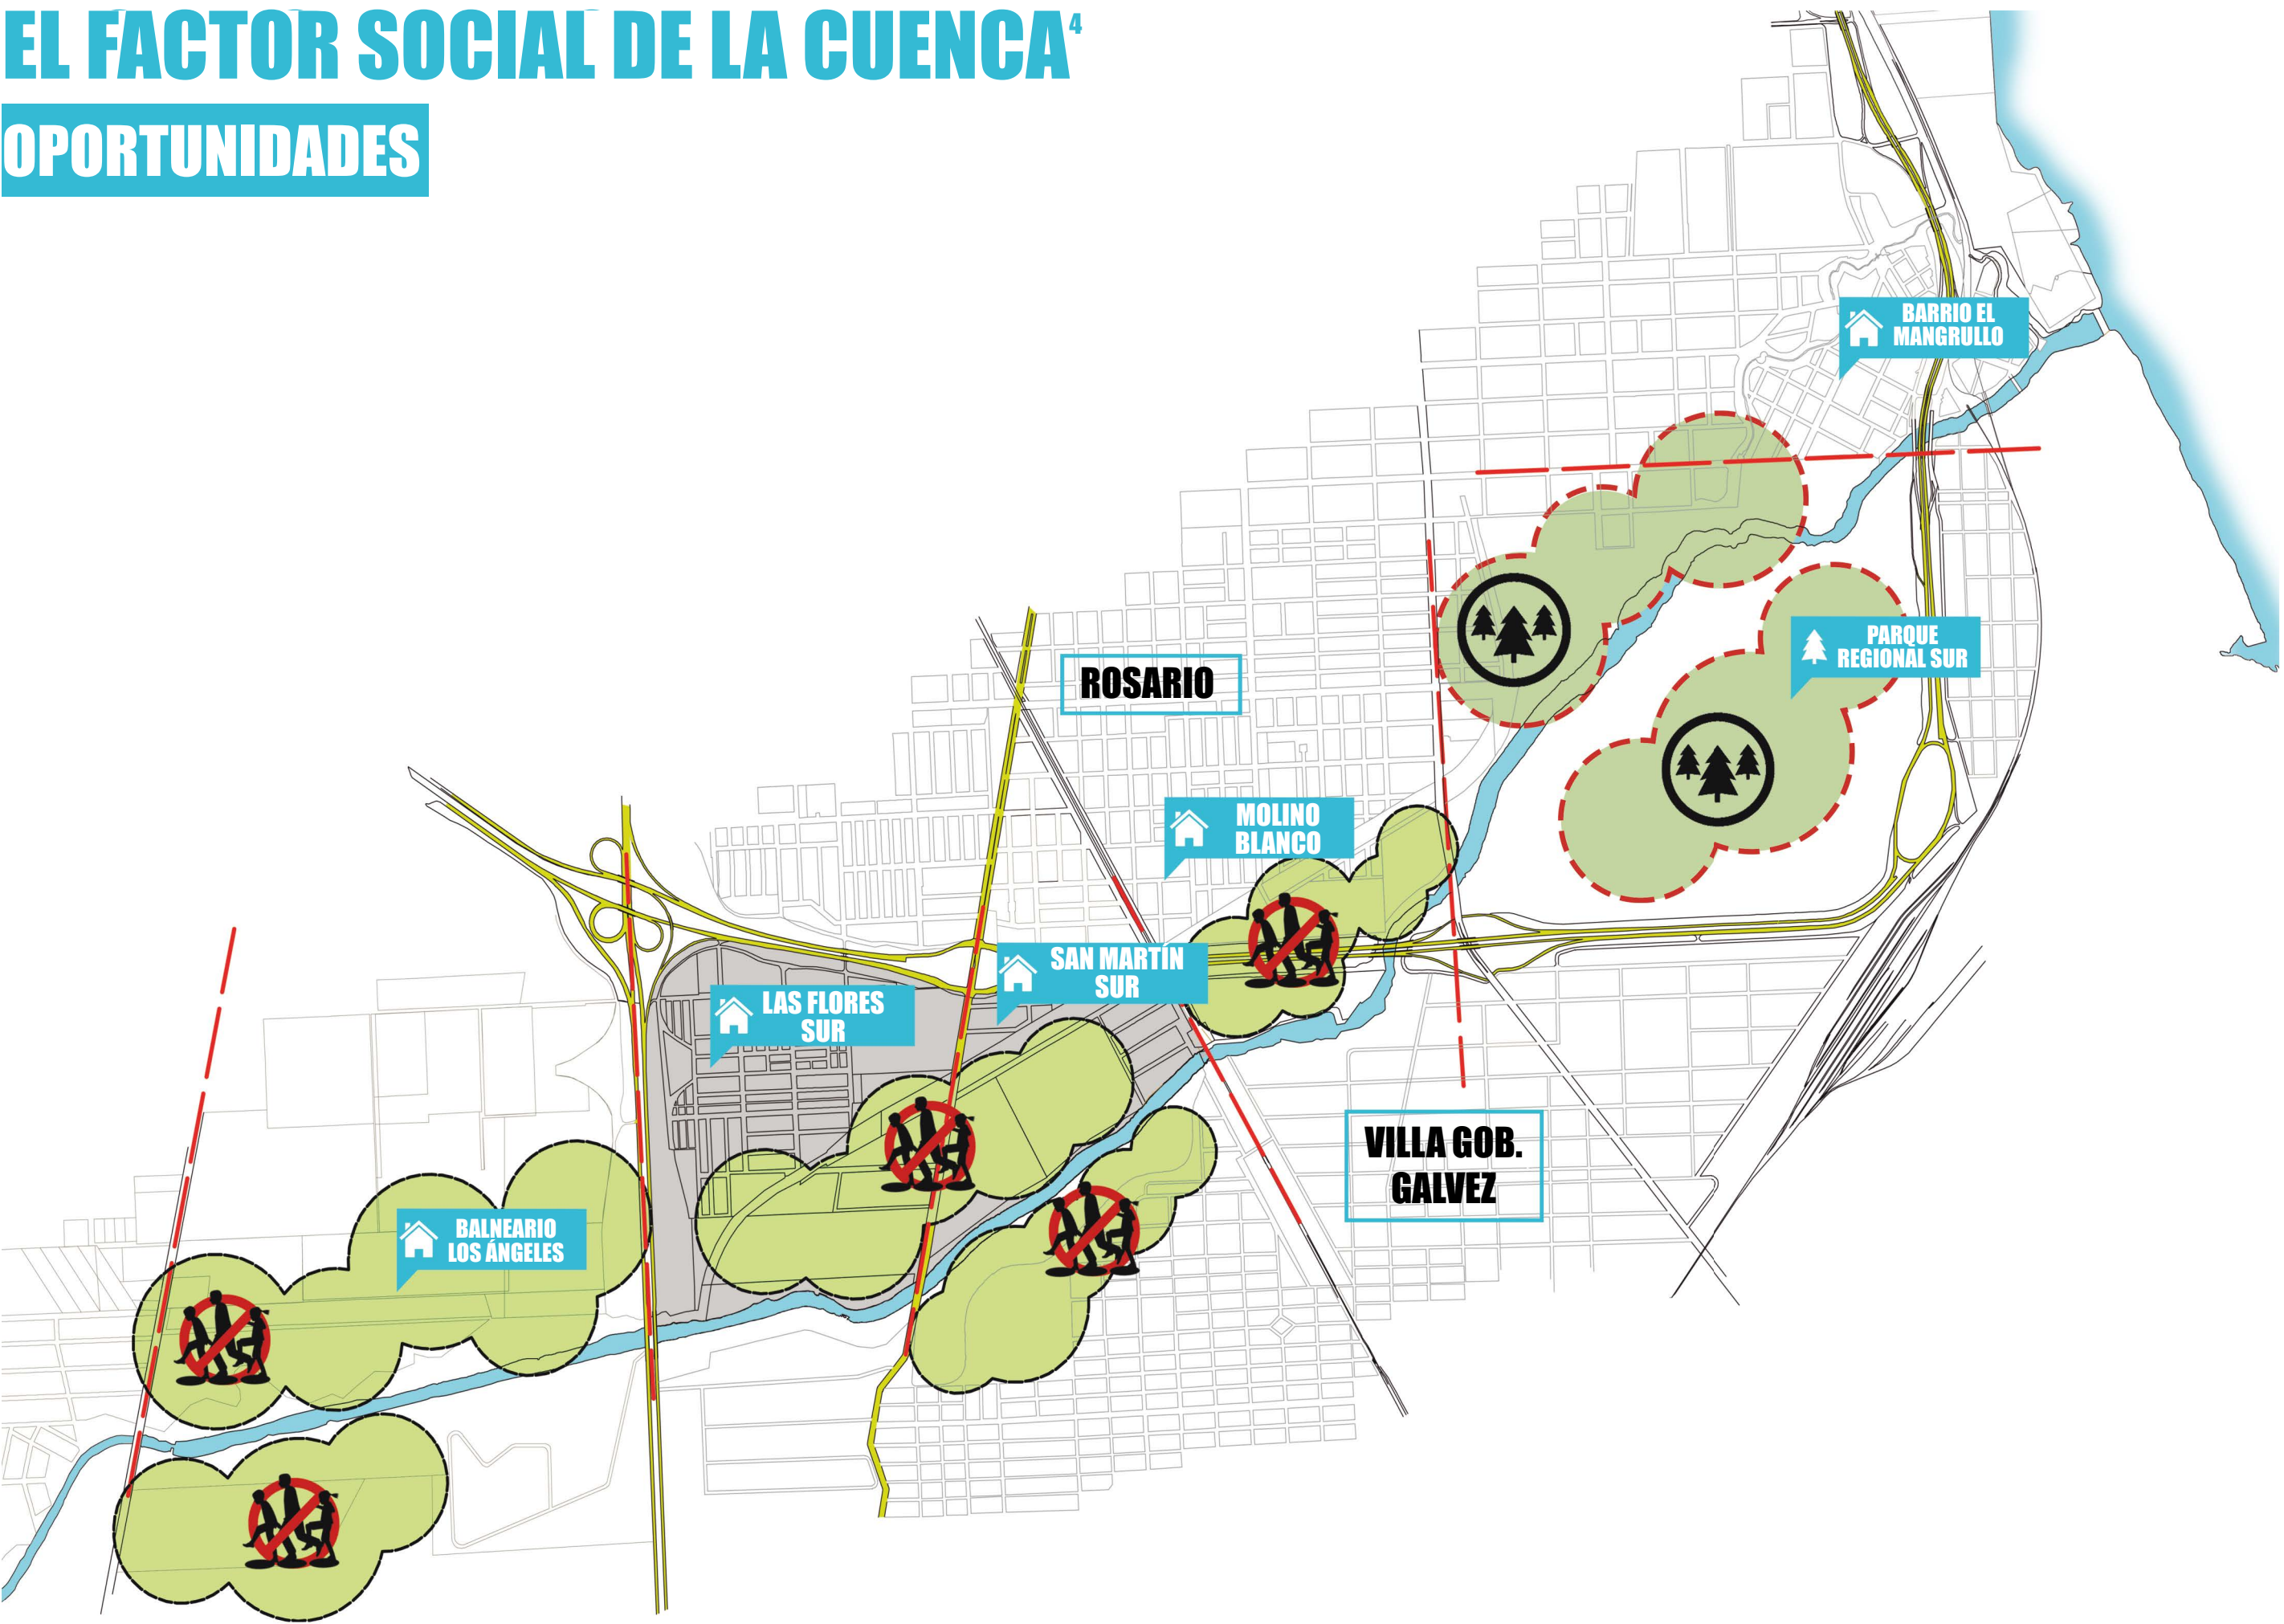 EL FACTOR SOCIAL DE LA CUENCA⁴
OPORTUNIDADES
BARRIO EL
MANGRULLO
PARQUE
REGIONAL SUR
ROSARIO
MOLINO
BLANCO
SAN MARTÍN
SUR
LAS FLORES
SUR
VILLA GOB.
GALVEZ
BALNEARIO
LOS ÁNGELES